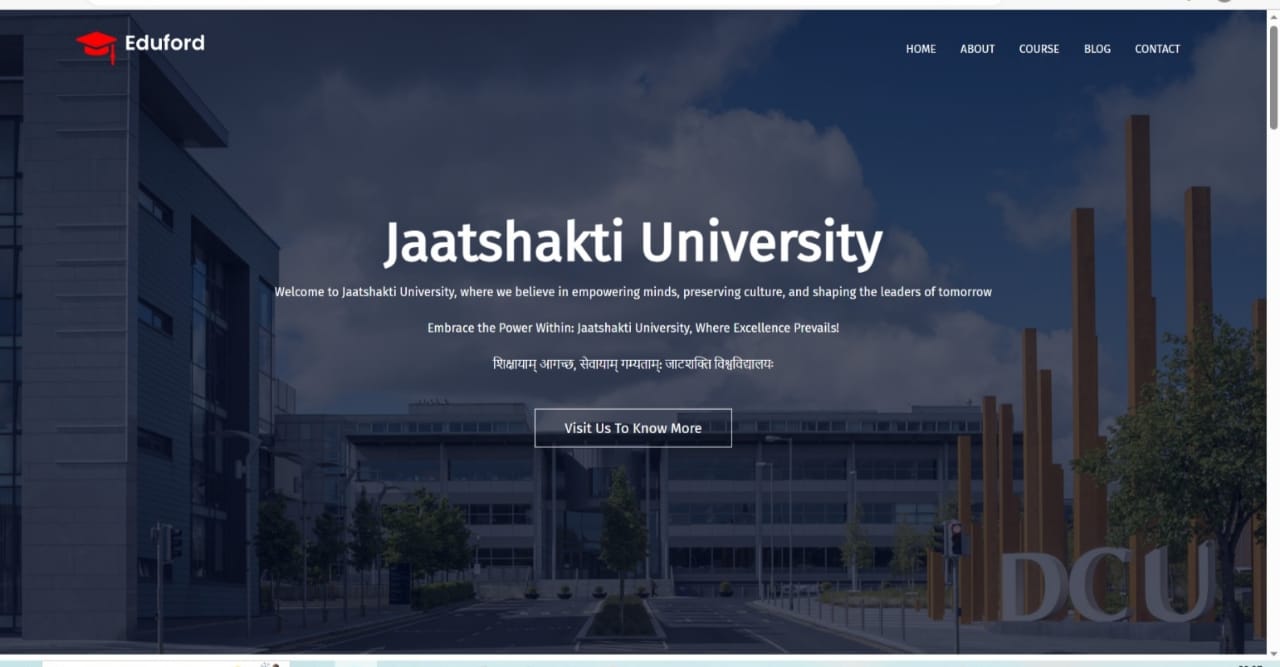 Eduford
HOME ABOUT COURSE BLOG CONTACT
Jaatshakti University
Welcome to Jaatshakti University, where we believe in empowering minds, preserving culture, and shaping the leaders of tomorrow
Embrace the Power Within: Jaatshakti University, Where Excellence Prevails!
शिक्षायाम् आगच्छ, सेवायाम् गम्यताम्: जाटशक्ति विश्वविद्यालयः
Visit Us To Know More
DCU